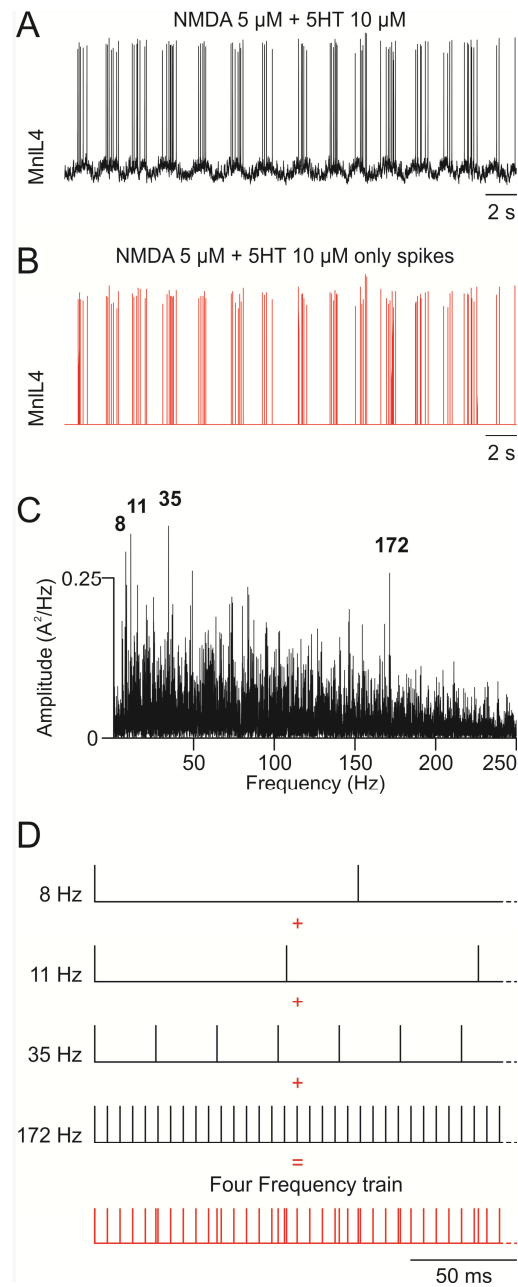 A
NMDA 5 µM + 5HT 10 µM
MnlL4
2 s
B
NMDA 5 µM + 5HT 10 µM only spikes
MnlL4
2 s
C
8
11
35
172
0.25
0
Amplitude (A²/Hz)
50
100
150
200
250
Frequency (Hz)
D
8 Hz
+
11 Hz
+
35 Hz
+
172 Hz
=
Four Frequency train
50 ms